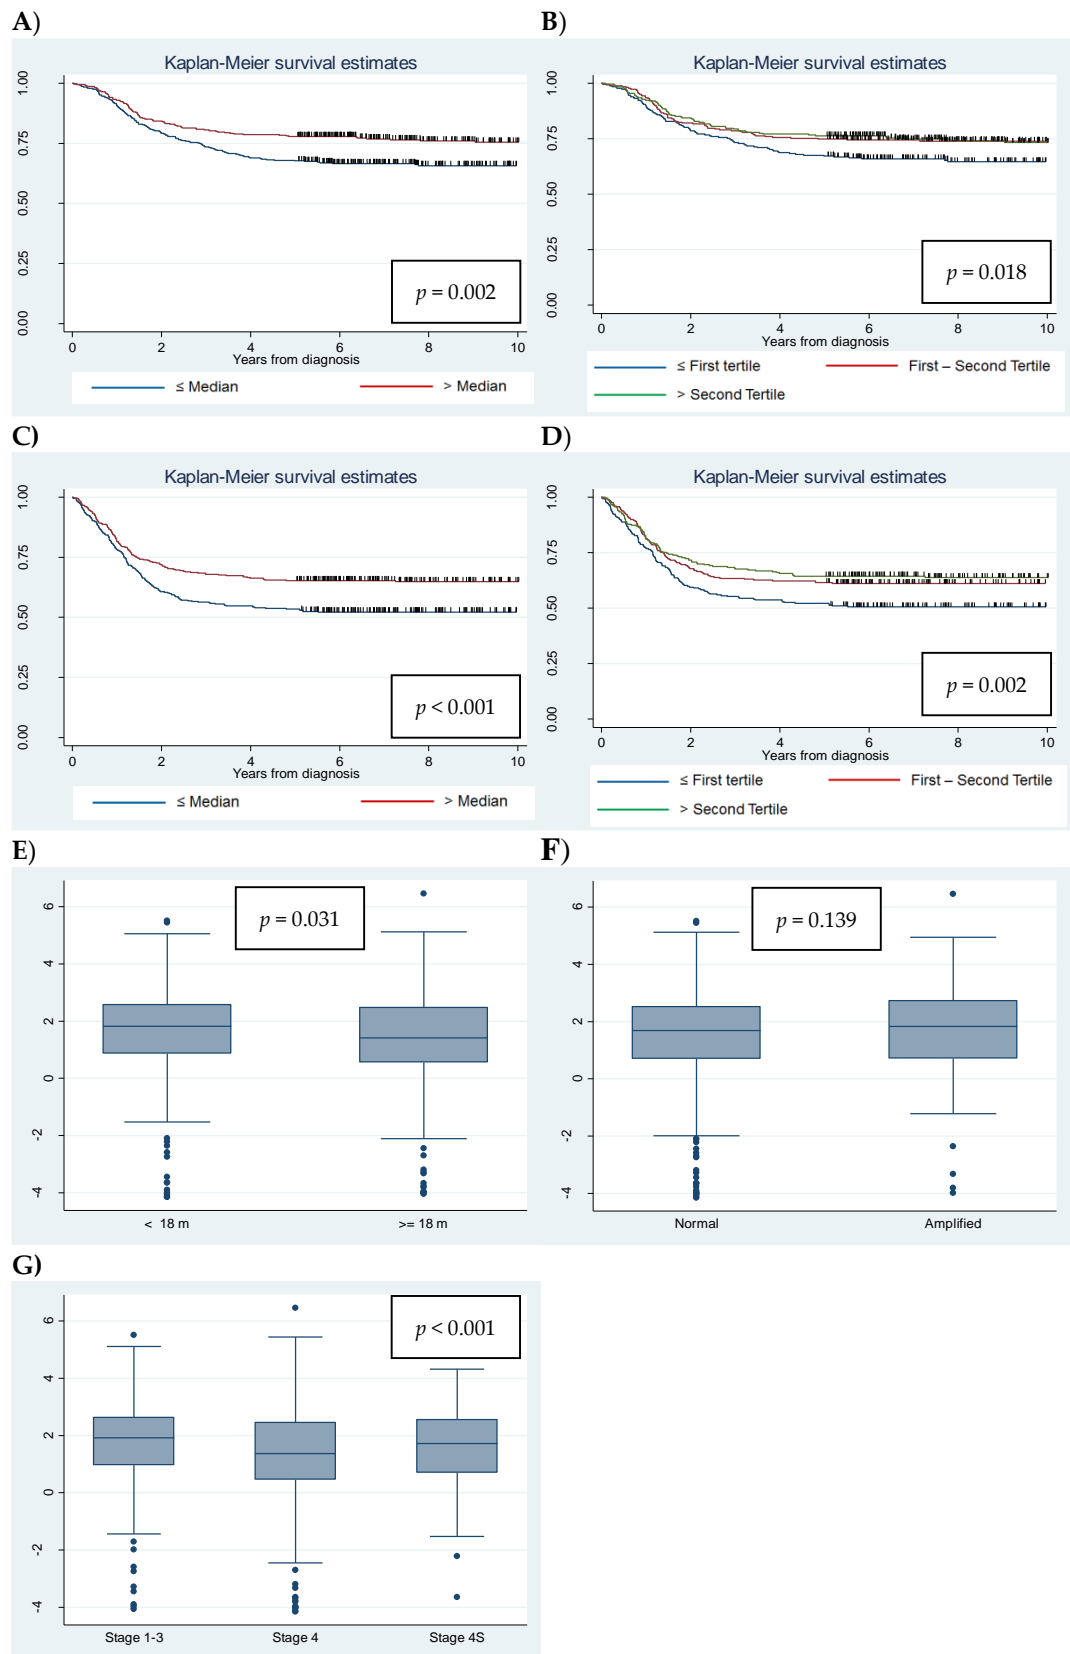 A)
Kaplan-Meier survival estimates
1.00
0.75
0.50
0.25
0.00
p = 0.002
0 2 4 6 8 10
Years from diagnosis
≤ Median > Median
B)
Kaplan-Meier survival estimates
1.00
0.75
0.50
0.25
0.00
p = 0.018
0 2 4 6 8 10
Years from diagnosis
≤ First tertile First – Second Tertile
> Second Tertile
C)
Kaplan-Meier survival estimates
1.00
0.75
0.50
0.25
0.00
p < 0.001
0 2 4 6 8 10
Years from diagnosis
≤ Median > Median
D)
Kaplan-Meier survival estimates
1.00
0.75
0.50
0.25
0.00
p = 0.002
0 2 4 6 8 10
Years from diagnosis
≤ First tertile First – Second Tertile
> Second Tertile
E)
p = 0.031
6
4
2
0
-2
-4
< 18 m >= 18 m
F)
p = 0.139
6
4
2
0
-2
-4
Normal Amplified
G)
p < 0.001
6
4
2
0
-2
-4
Stage 1-3 Stage 4 Stage 4S